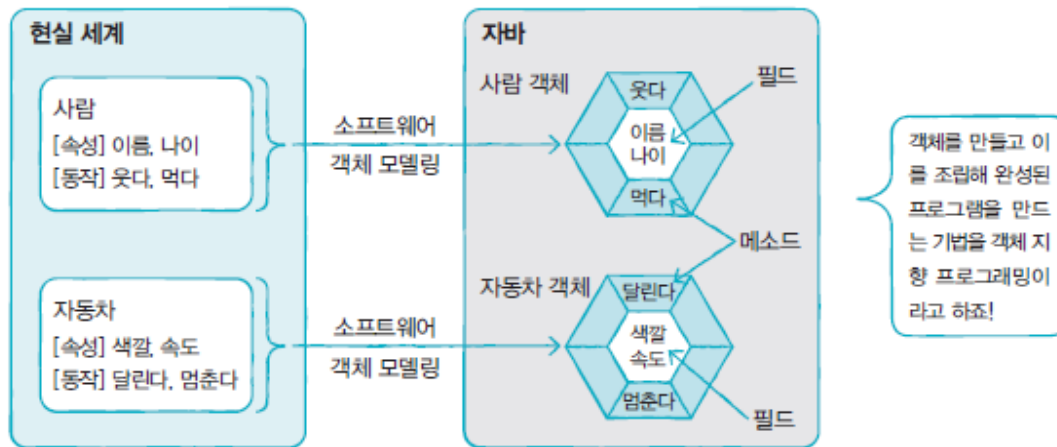 현실 세계
사람
[속성] 이름, 나이
[동작] 웃다, 먹다
자동차
[속성] 색깔, 속도
[동작] 달린다, 멈춘다
소프트웨어
객체 모델링
소프트웨어
객체 모델링
자바
사람 객체
웃다
이름
나이
먹다
필드
메소드
자동차 객체
달린다
색깔
속도
멈춘다
필드
객체를 만들고 이
를 조립해 완성된
프로그램을 만드
는 기법을 객체 지
향 프로그래밍이
라고 하죠!